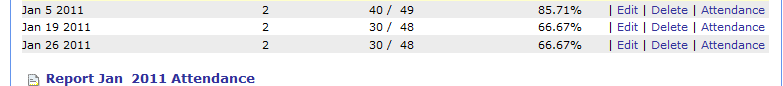 Jan 5 2011 2 40 / 49 85.71% | Edit | Delete | Attendance
Jan 19 2011 2 30 / 48 66.67% | Edit | Delete | Attendance
Jan 26 2011 2 30 / 48 66.67% | Edit | Delete | Attendance
Report Jan 2011 Attendance